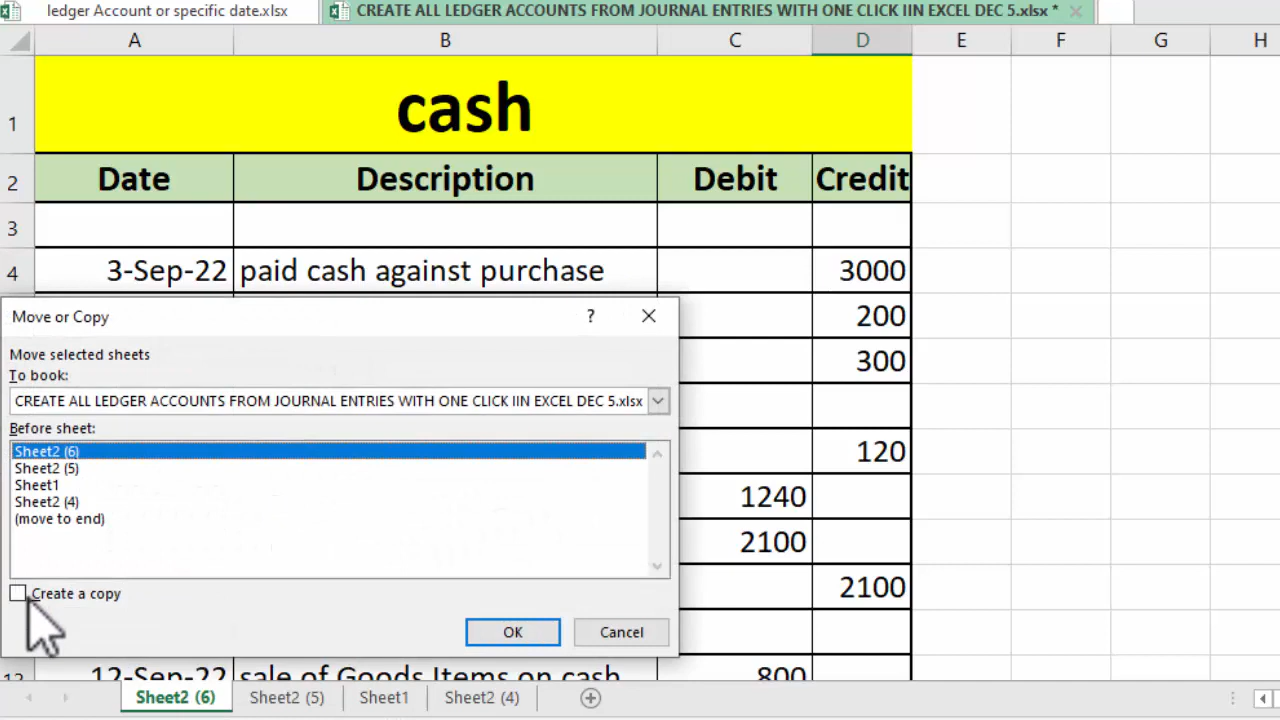 ledger Account or specific date.xlsx
CREATE ALL LEDGER ACCOUNTS FROM JOURNAL ENTRIES WITH ONE CLICK IIN EXCEL DEC 5.xlsx *
A B C D E F G H
1 cash
2 Date Description Debit Credit
3
4 3-Sep-22 paid cash against purchase 3000
200
300
120
1240
2100
2100
Move or Copy ?
Move selected sheets
To book:
CREATE ALL LEDGER ACCOUNTS FROM JOURNAL ENTRIES WITH ONE CLICK IIN EXCEL DEC 5.xlsx
Before sheet:
Sheet2 (6)
Sheet2 (5)
Sheet1
Sheet2 (4)
(move to end)
Create a copy
OK Cancel
13 12-Sep-22 sale of Goods Items on cash 800
Sheet2 (6) Sheet2 (5) Sheet1 Sheet2 (4)